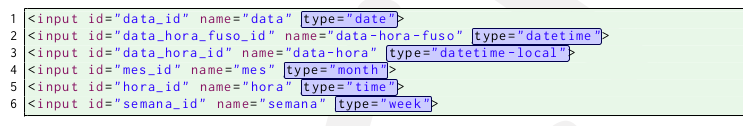 1 <input id="data_id" name="data" type="date">
2 <input id="data_hora_fuso_id" name="data-hora-fuso" type="datetime">
3 <input id="data_hora_id" name="data-hora" type="datetime-local">
4 <input id="mes_id" name="mes" type="month">
5 <input id="hora_id" name="hora" type="time">
6 <input id="semana_id" name="semana" type="week">